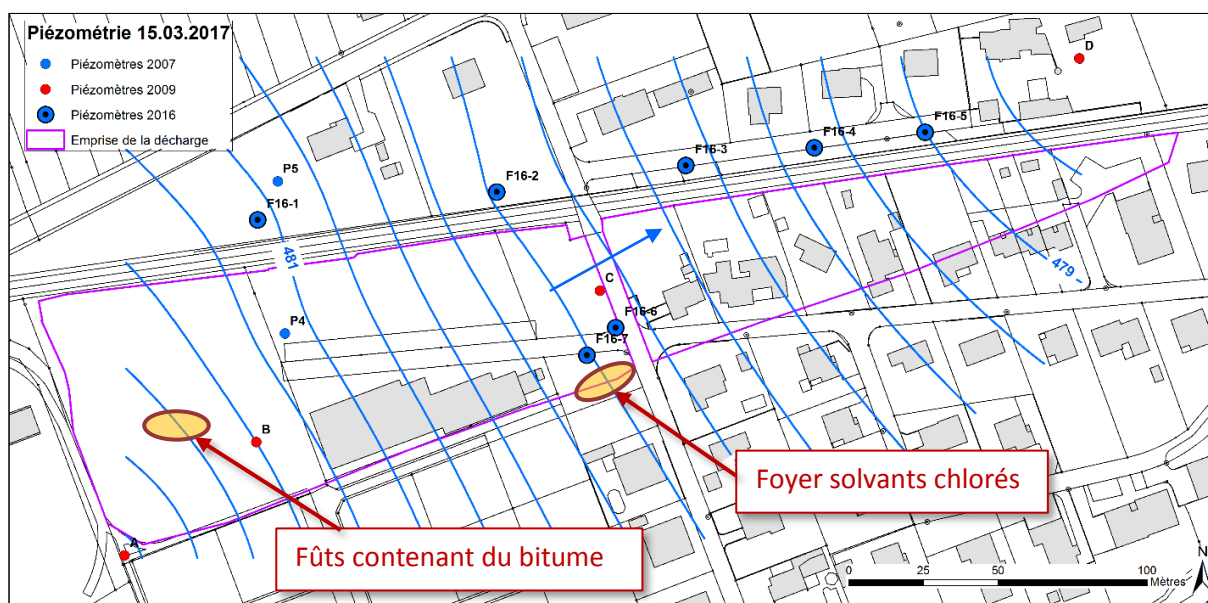 Piézométrie 15.03.2017
Piézomètres 2007
Piézomètres 2009
Piézomètres 2016
Emprise de la décharge
D
F16-5
F16-4
F16-3
P5
F16-2
F16-1
481
479
C
F16-6
P4
F16-7
B
Foyer solvants chlorés
A
Fûts contenant du bitume
N
0 25 50 100
Mètres